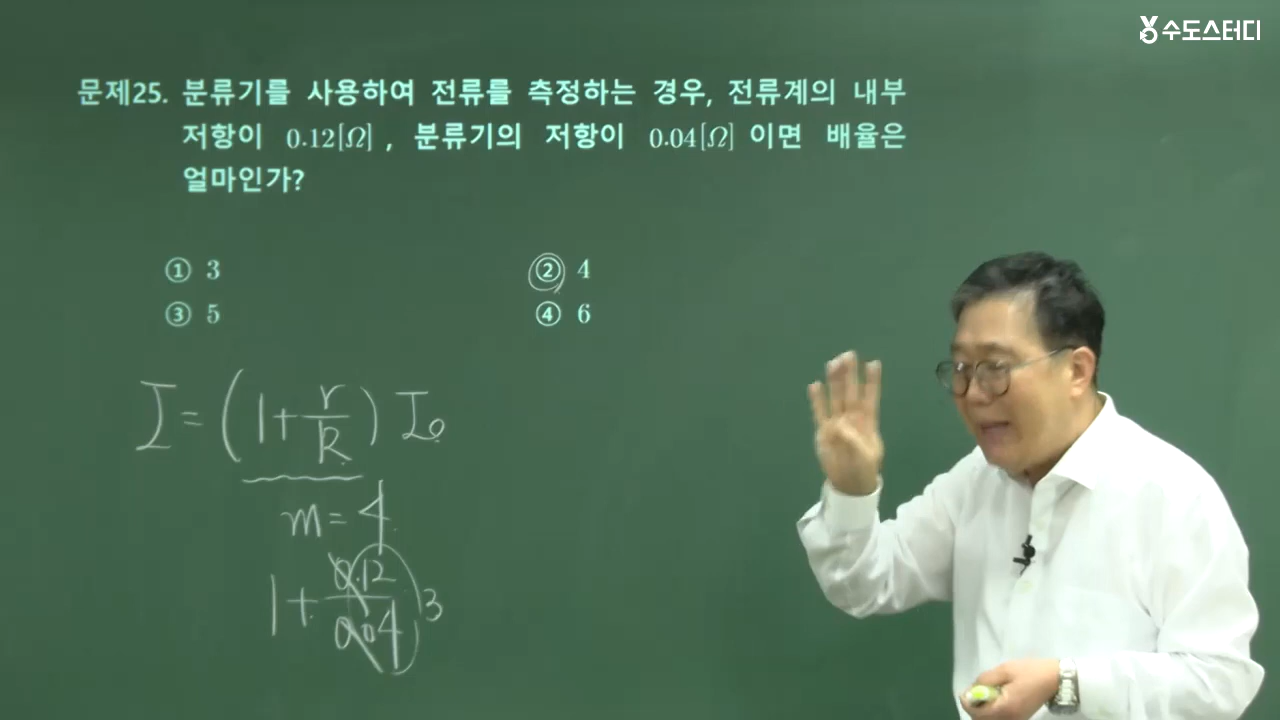 수도스터디
문제25. 분류기를 사용하여 전류를 측정하는 경우, 전류계의 내부
저항이 0.12[Ω] , 분류기의 저항이 0.04[Ω] 이면 배율은
얼마인가?
① 3 ② 4
③ 5 ④ 6
I = (1 + r/R) I₀
m = 4
1 + 0.12/0.04 3